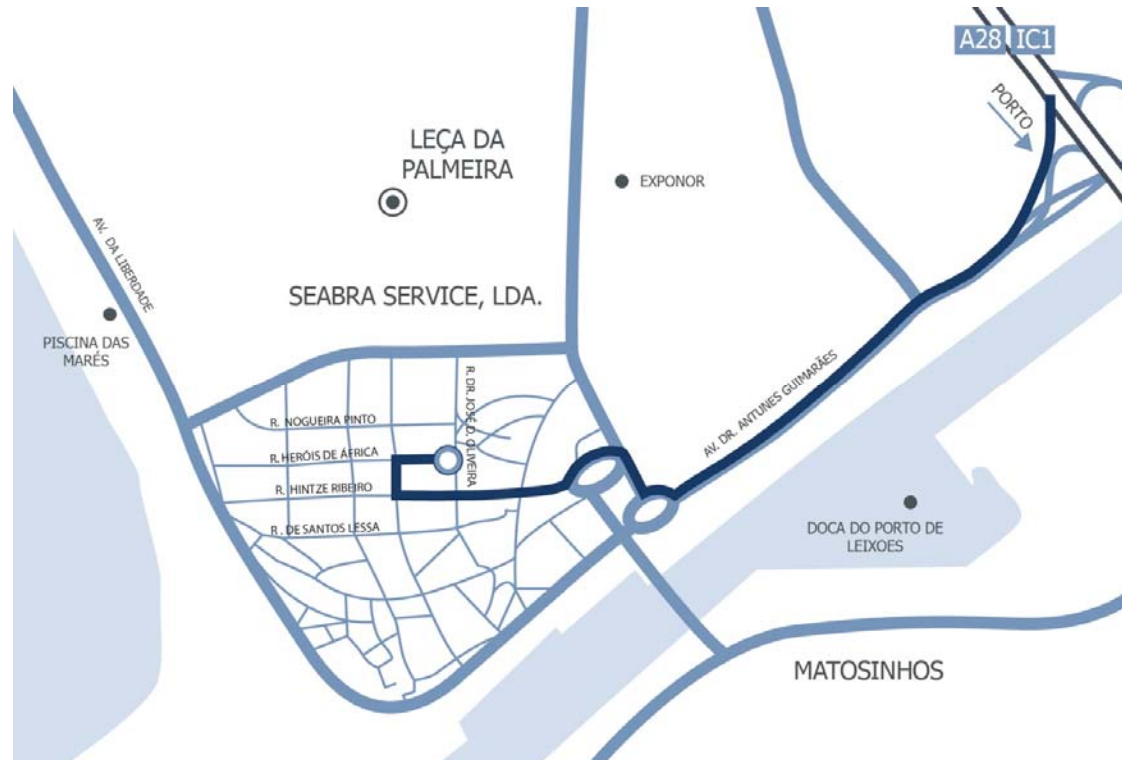 A28 IC1
PORTO
LEÇA DA
PALMEIRA
EXPONOR
AV. DA LIBERDADE
SEABRA SERVICE, LDA.
PISCINA DAS
MARÉS
R. DR. JOSÉ D. OLIVEIRA
AV. DR. ANTUNES GUIMARÃES
R. NOGUEIRA PINTO
R. HERÓIS DE ÁFRICA
R. HINTZE RIBEIRO
R . DE SANTOS LESSA
DOCA DO PORTO DE
LEIXOES
MATOSINHOS